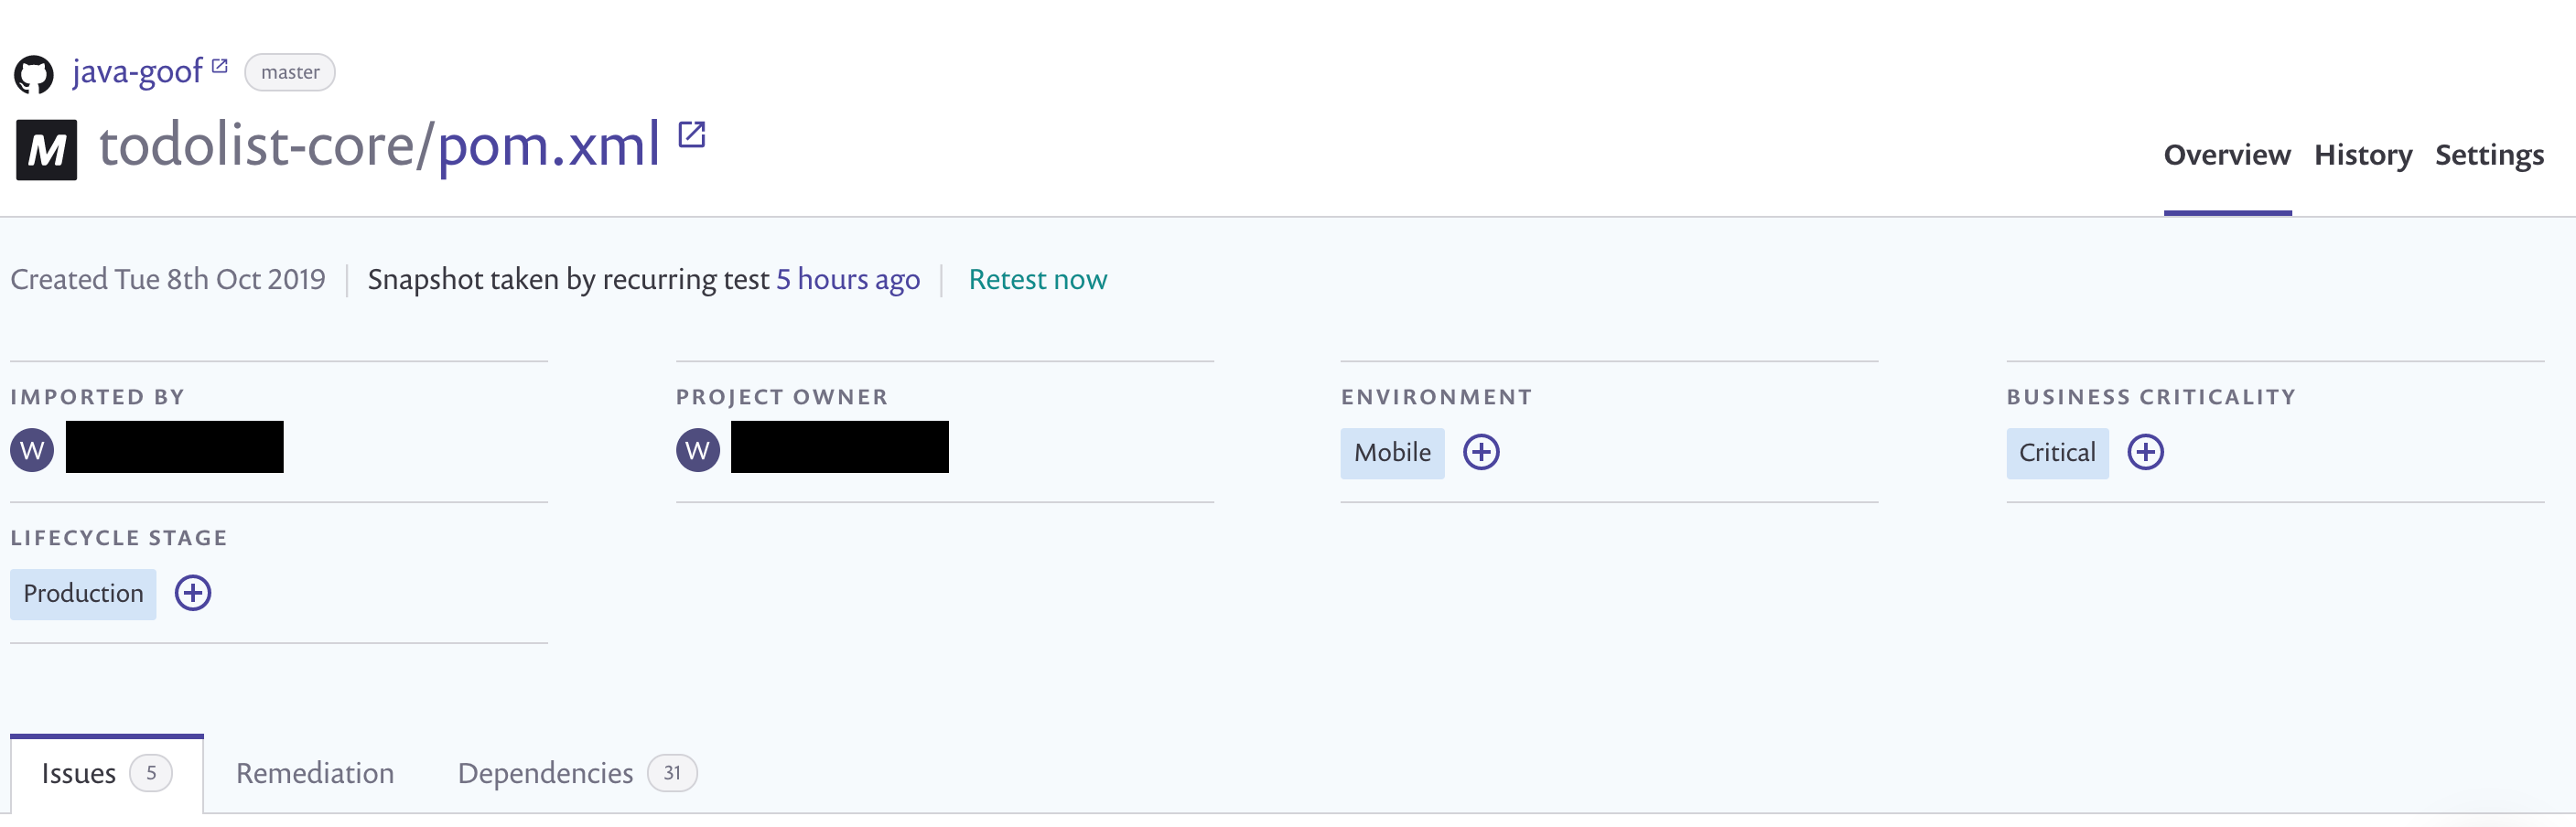 java-goof master
M todolist-core/pom.xml
Overview History Settings
Created Tue 8th Oct 2019 Snapshot taken by recurring test 5 hours ago Retest now
IMPORTED BY PROJECT OWNER ENVIRONMENT BUSINESS CRITICALITY
W W Mobile Critical
LIFECYCLE STAGE
Production
Issues 5 Remediation Dependencies 31